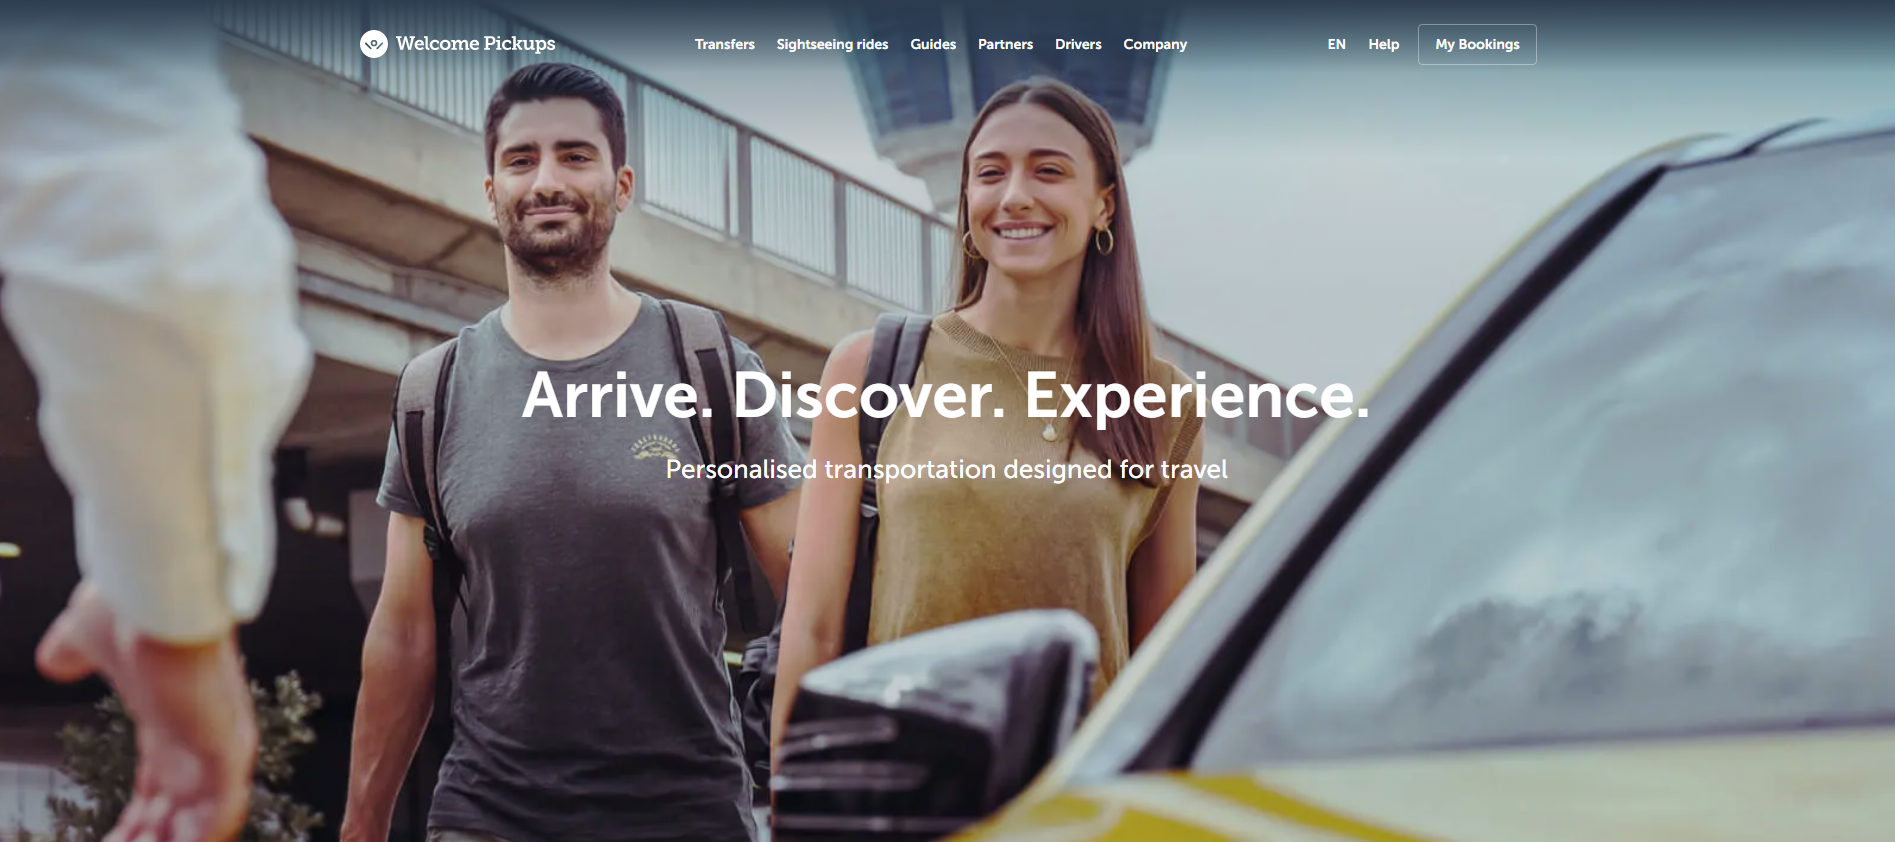 Welcome Pickups
Transfers Sightseeing rides Guides Partners Drivers Company
EN Help My Bookings
Arrive. Discover. Experience.
Personalised transportation designed for travel